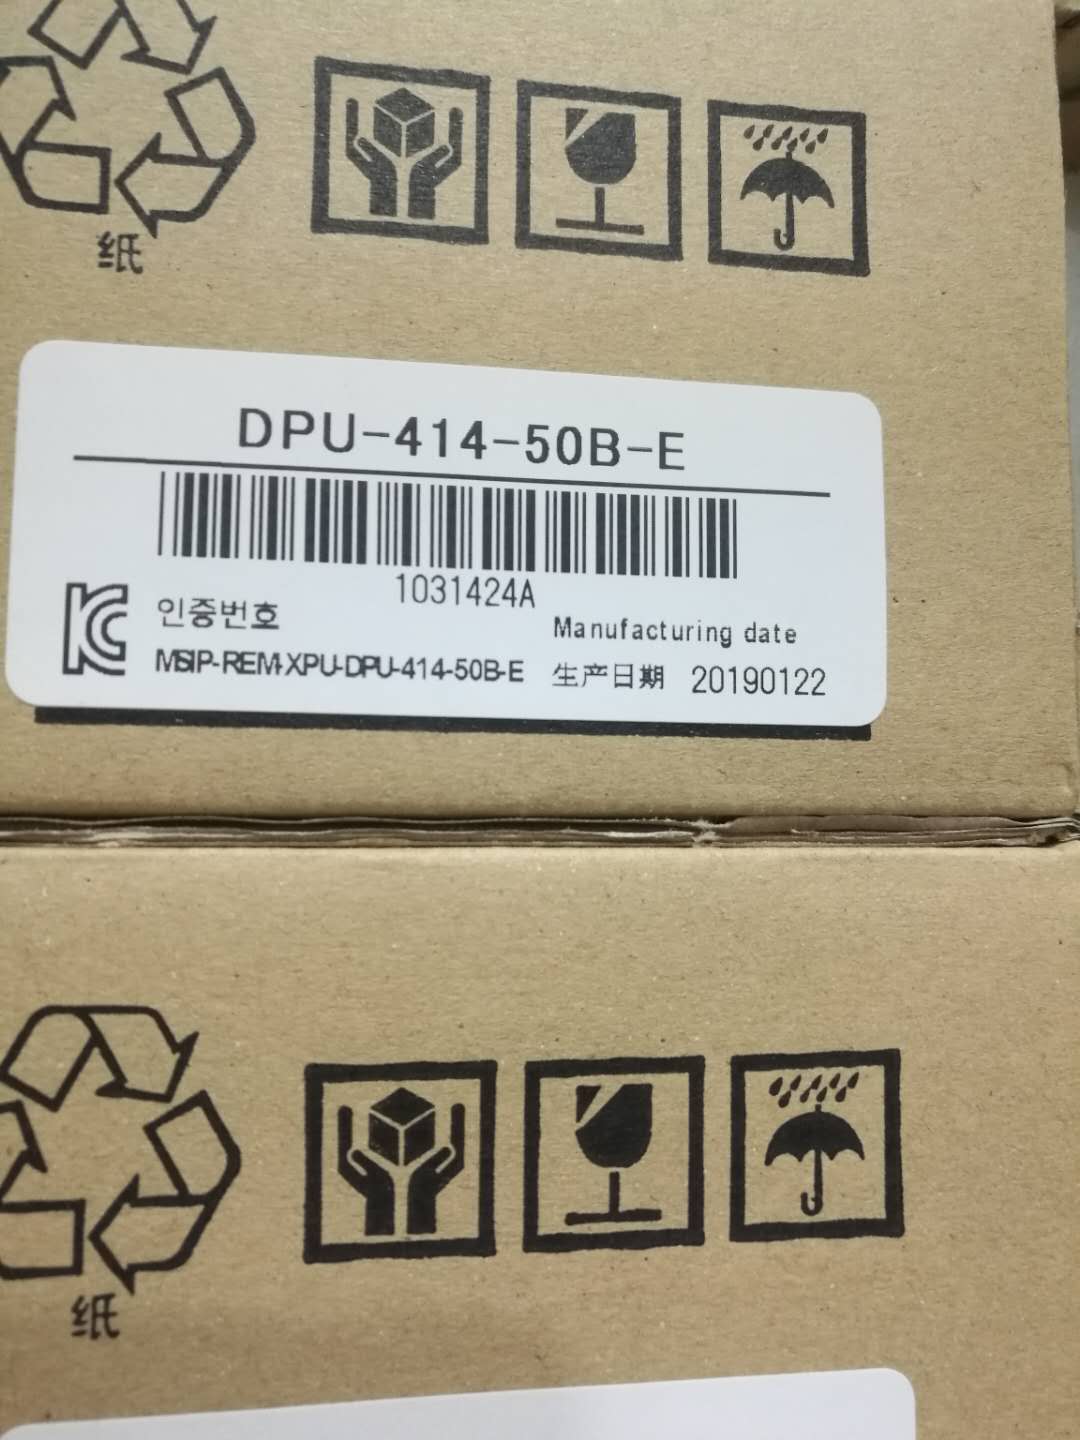 纸
DPU-414-50B-E
1031424A
인증번호
Manufacturing date
MSIP-REM-XPU-DPU-414-50B-E
生产日期 20190122
纸